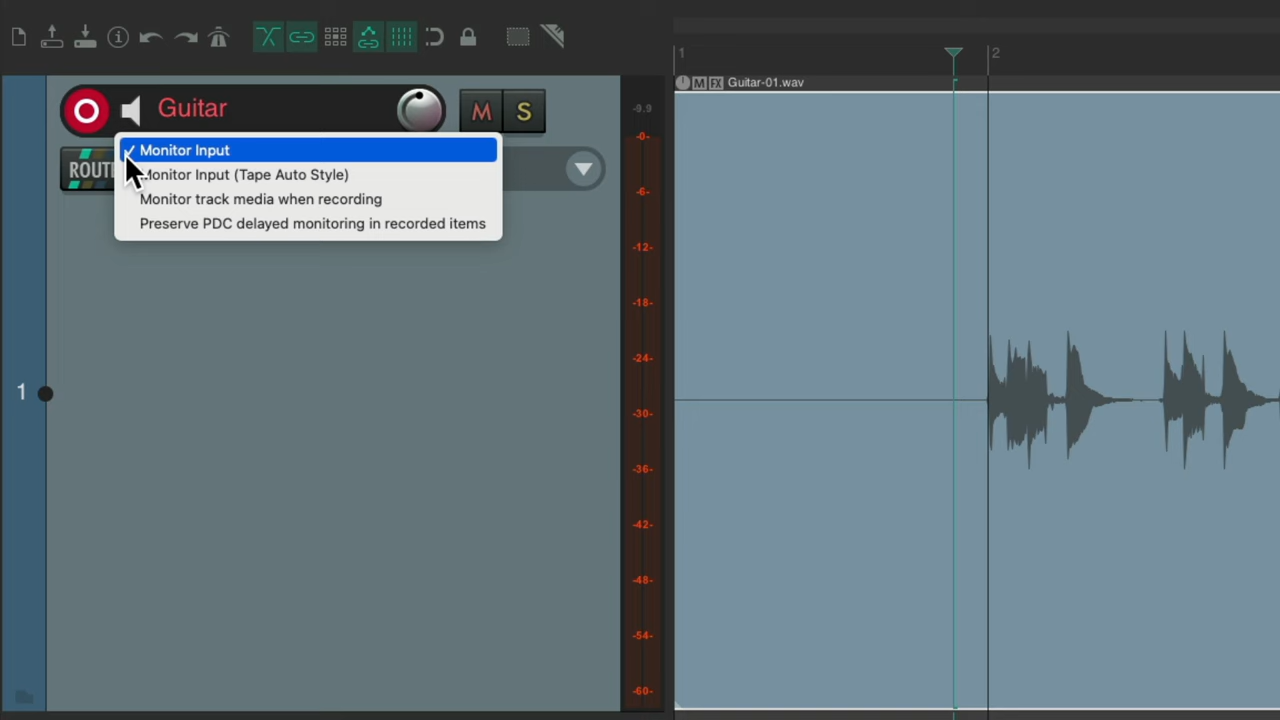 1
2
M FX Guitar-01.wav
Guitar
M
S
-9.9
✓ Monitor Input
Monitor Input (Tape Auto Style)
Monitor track media when recording
Preserve PDC delayed monitoring in recorded items
-0-
-6-
-12-
-18-
-24-
-30-
-36-
-42-
-48-
-54-
-60-
1